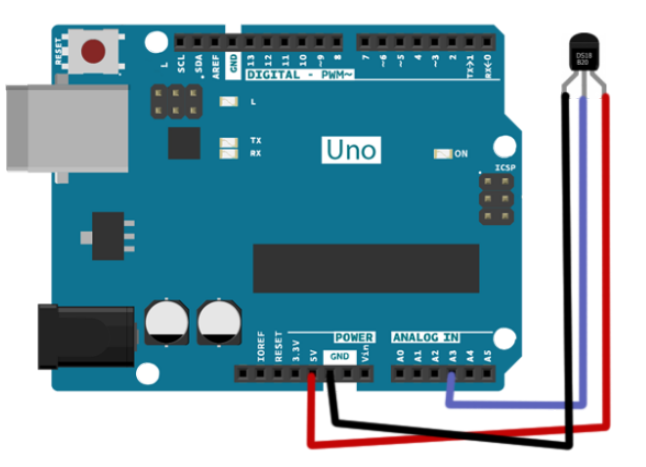 RESET
L
SCL
.SDA
AREF
GND
13
12
11
10
~9
8
7
~6
~5
4
~3
2
TX→1
RX←0
DIGITAL - PWM~
L
TX
RX
Uno
ON
ICSP
DS18
B20
POWER
ANALOG IN
IOREF
RESET
3.3V
5V
GND
Vin
A0
A1
A2
A3
A4
A5